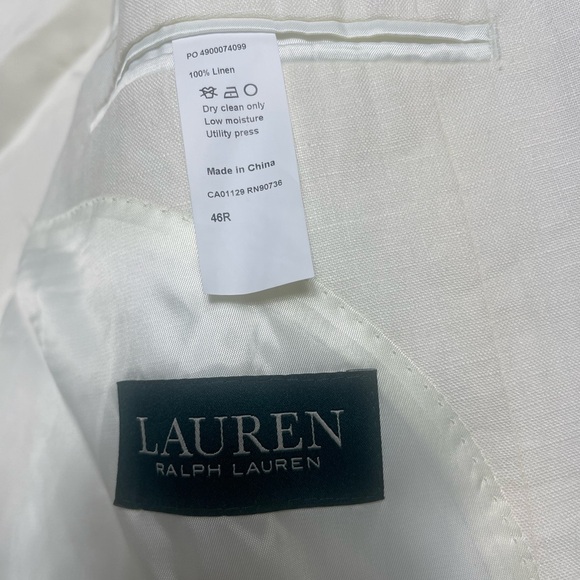 PO 4900074099
100% Linen
Dry clean only
Low moisture
Utility press
Made in China
CA01129 RN90736
46R
LAUREN
RALPH LAUREN